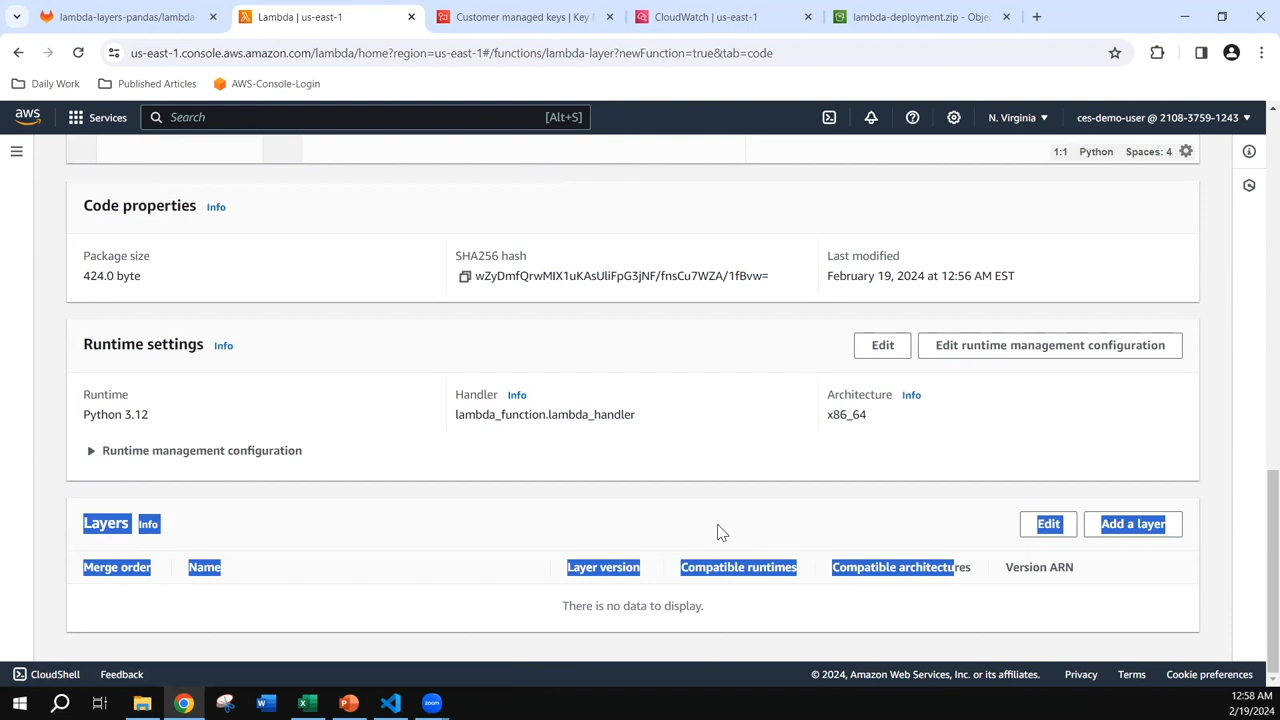 lambda-layers-pandas/lambda-
Lambda | us-east-1
Customer managed keys | Key
CloudWatch | us-east-1
lambda-deployment.zip - Obje
us-east-1.console.aws.amazon.com/lambda/home?region=us-east-1#/functions/lambda-layer?newFunction=true&tab=code
Daily Work
Published Articles
AWS-Console-Login
aws
Services
Search
[Alt+S]
N. Virginia
ces-demo-user @ 2108-3759-1243
1:1 Python Spaces: 4
Code properties Info
Package size
424.0 byte
SHA256 hash
wZyDmfQrwMIX1uKAsUliFpG3jNF/fnsCu7WZA/1fBvw=
Last modified
February 19, 2024 at 12:56 AM EST
Runtime settings Info
Edit
Edit runtime management configuration
Runtime
Python 3.12
Handler Info
lambda_function.lambda_handler
Architecture Info
x86_64
Runtime management configuration
Layers Info
Edit
Add a layer
Merge order
Name
Layer version
Compatible runtimes
Compatible architectures
Version ARN
There is no data to display.
CloudShell
Feedback
© 2024, Amazon Web Services, Inc. or its affiliates.
Privacy
Terms
Cookie preferences
zoom
12:58 AM
2/19/2024